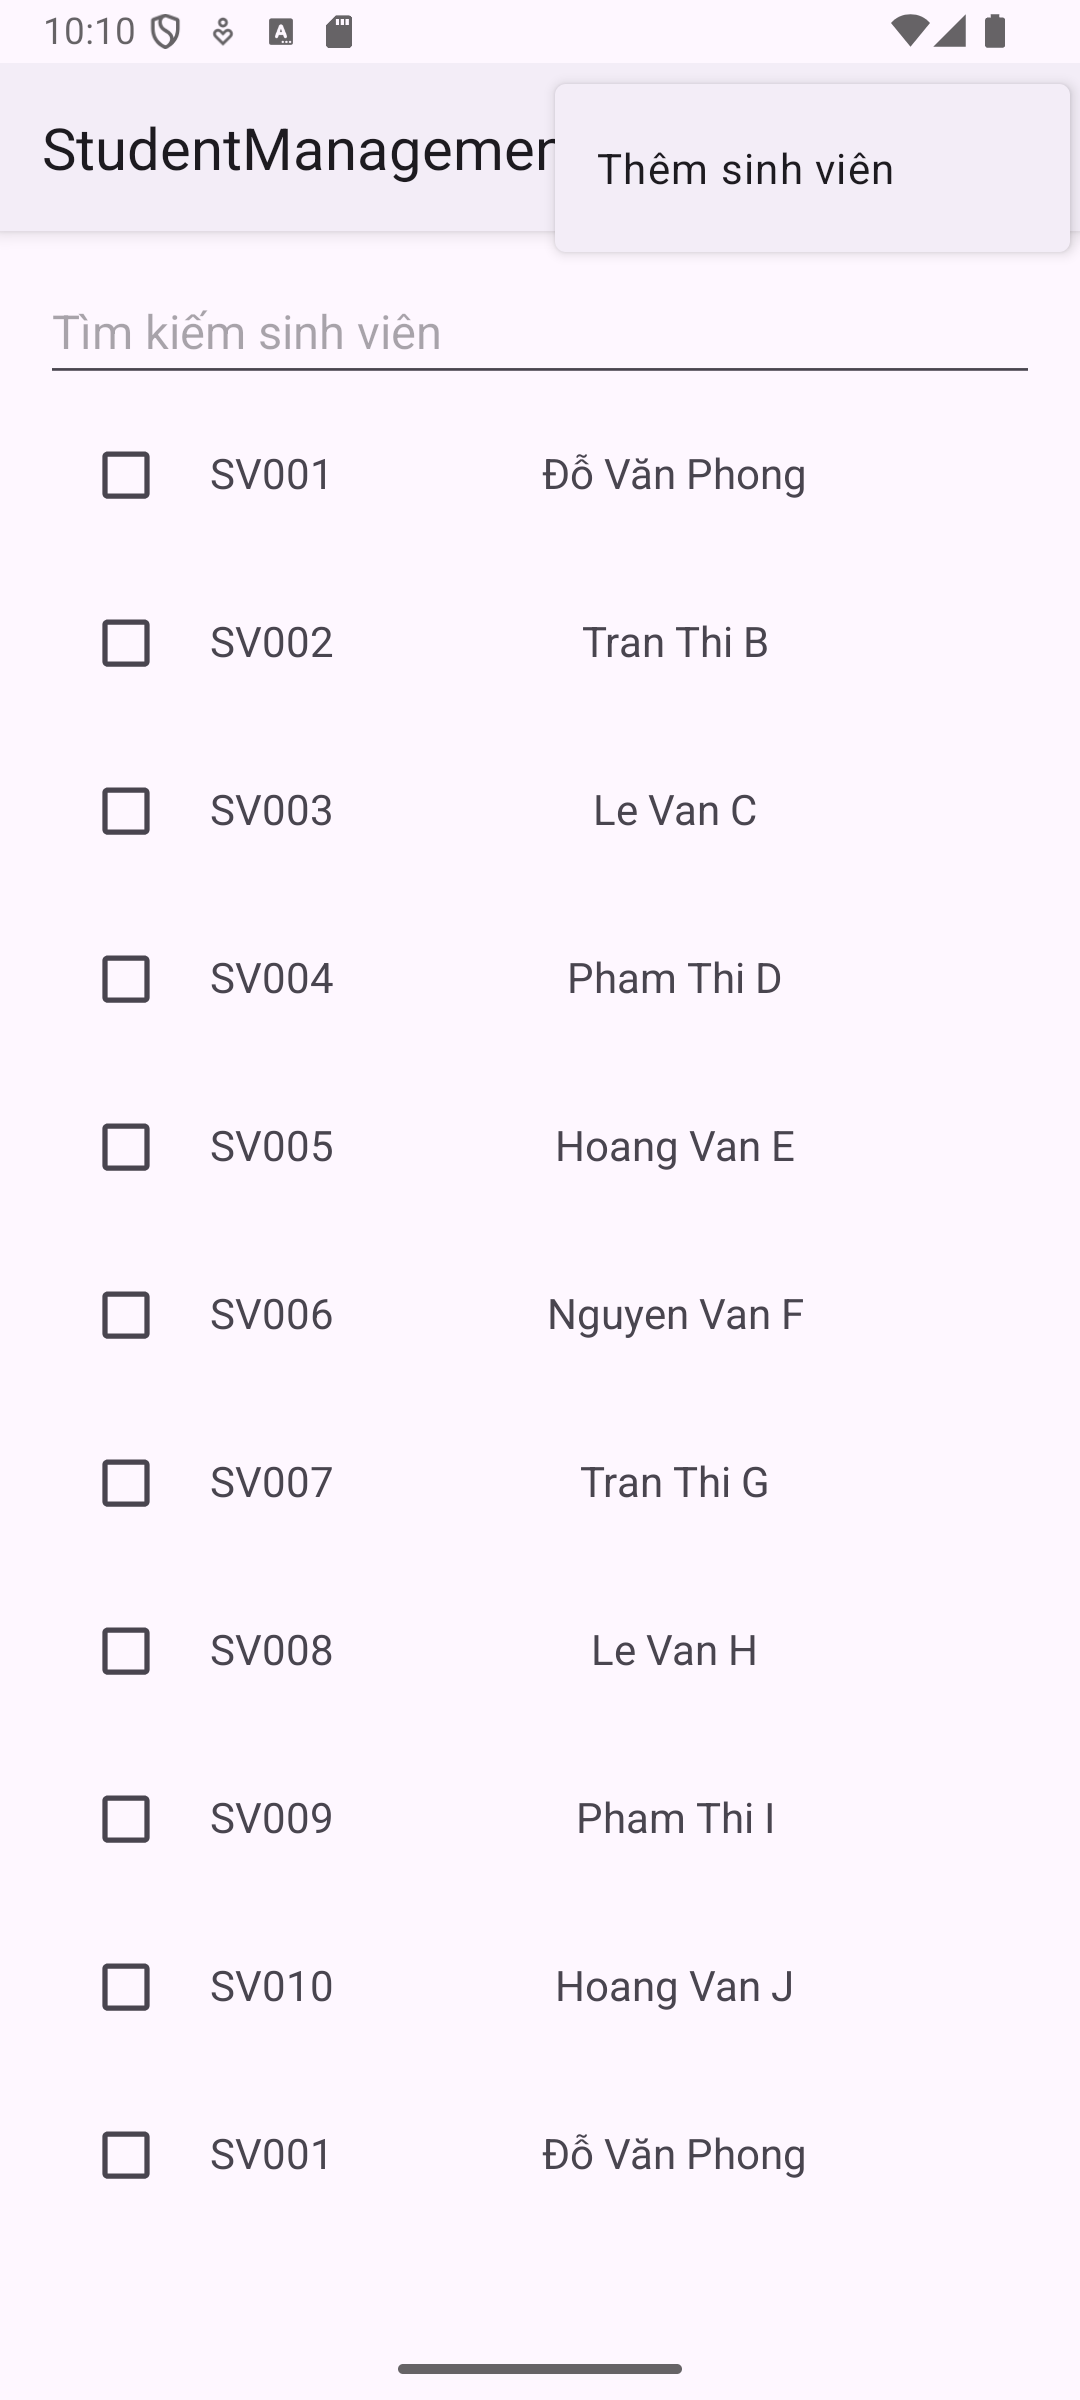 10:10
StudentManagemen
Thêm sinh viên
Tìm kiếm sinh viên
SV001 Đỗ Văn Phong
SV002 Tran Thi B
SV003 Le Van C
SV004 Pham Thi D
SV005 Hoang Van E
SV006 Nguyen Van F
SV007 Tran Thi G
SV008 Le Van H
SV009 Pham Thi I
SV010 Hoang Van J
SV001 Đỗ Văn Phong